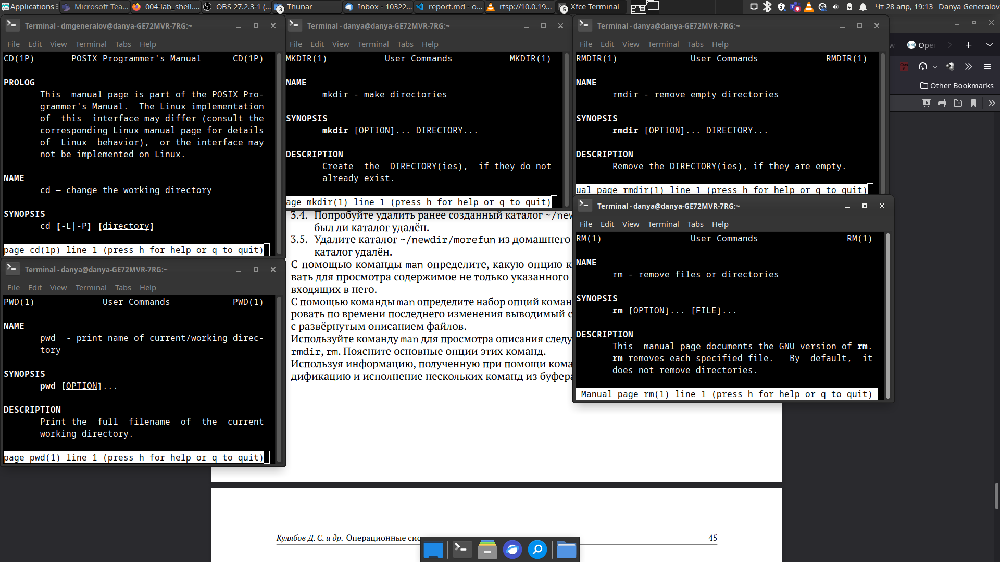 Applications
Microsoft Tea...
004-lab_shell....
OBS 27.2.3-1 (...
3
Thunar
Inbox - 10322...
report.md - o...
rtsp://10.0.19...
5
Xfce Terminal
Чт 28 апр, 19:13
Danya Generalov
Terminal - dmgeneralov@danya-GE72MVR-7RG:~
File Edit View Terminal Tabs Help
CD(1P) POSIX Programmer's Manual CD(1P)
PROLOG
This manual page is part of the POSIX Pro-
grammer's Manual. The Linux implementation
of this interface may differ (consult the
corresponding Linux manual page for details
of Linux behavior), or the interface may
not be implemented on Linux.
NAME
cd — change the working directory
SYNOPSIS
cd [-L|-P] [directory]
page cd(1p) line 1 (press h for help or q to quit)
Terminal - danya@danya-GE72MVR-7RG:~
File Edit View Terminal Tabs Help
MKDIR(1) User Commands MKDIR(1)
NAME
mkdir - make directories
SYNOPSIS
mkdir [OPTION]... DIRECTORY...
DESCRIPTION
Create the DIRECTORY(ies), if they do not
already exist.
age mkdir(1) line 1 (press h for help or q to quit)
Terminal - danya@danya-GE72MVR-7RG:~
File Edit View Terminal Tabs Help
RMDIR(1) User Commands RMDIR(1)
NAME
rmdir - remove empty directories
SYNOPSIS
rmdir [OPTION]... DIRECTORY...
DESCRIPTION
Remove the DIRECTORY(ies), if they are empty.
ual page rmdir(1) line 1 (press h for help or q to quit)
Ope
Other Bookmarks
Terminal - danya@danya-GE72MVR-7RG:~
File Edit View Terminal Tabs Help
PWD(1) User Commands PWD(1)
NAME
pwd - print name of current/working direc-
tory
SYNOPSIS
pwd [OPTION]...
DESCRIPTION
Print the full filename of the current
working directory.
page pwd(1) line 1 (press h for help or q to quit)
3.4. Попробуйте удалить ранее созданный каталог ~/new
был ли каталог удалён.
3.5. Удалите каталог ~/newdir/morefun из домашнего
каталог удалён.
С помощью команды man определите, какую опцию к
вать для просмотра содержимое не только указанного
входящих в него.
С помощью команды man определите набор опций коман
ровать по времени последнего изменения выводимый с
с развёрнутым описанием файлов.
Используйте команду man для просмотра описания следу
rmdir, rm. Поясните основные опции этих команд.
Используя информацию, полученную при помощи кома
дификацию и исполнение нескольких команд из буфера
Terminal - danya@danya-GE72MVR-7RG:~
File Edit View Terminal Tabs Help
RM(1) User Commands RM(1)
NAME
rm - remove files or directories
SYNOPSIS
rm [OPTION]... [FILE]...
DESCRIPTION
This manual page documents the GNU version of rm.
rm removes each specified file. By default, it
does not remove directories.
Manual page rm(1) line 1 (press h for help or q to quit)
Кулябов Д. С. и др. Операционные сис
45